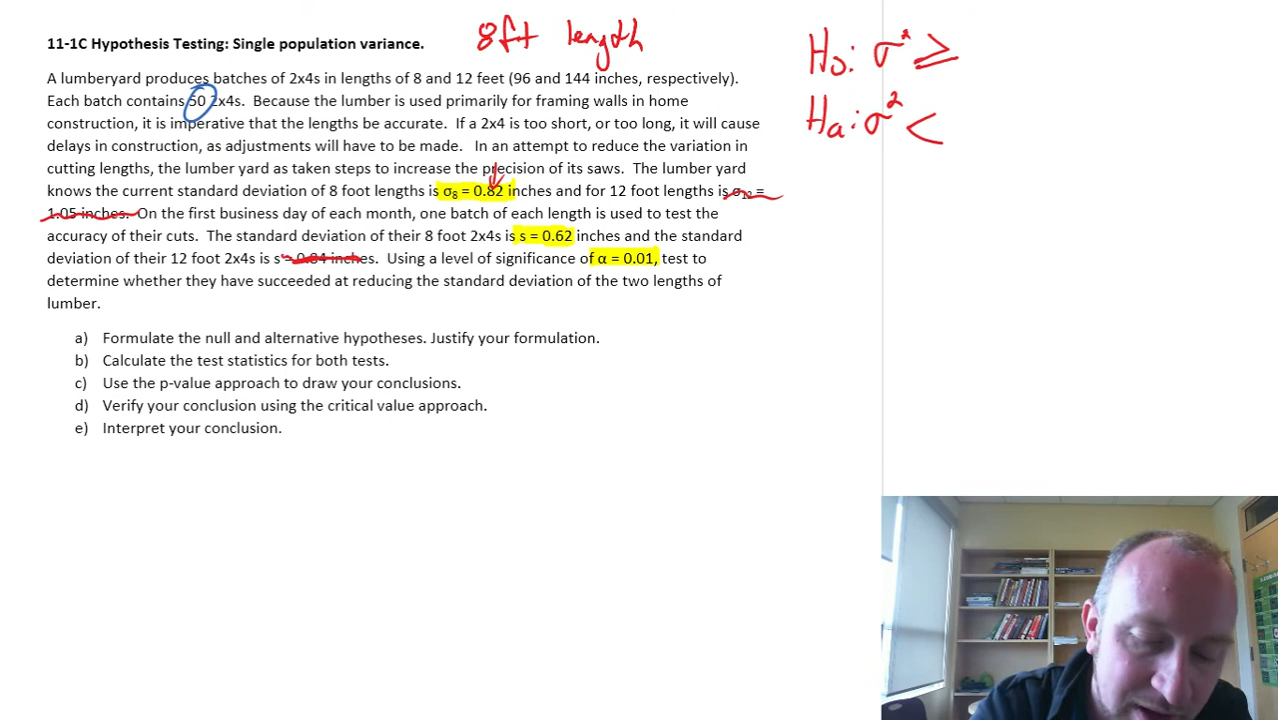 8ft length
11-1C Hypothesis Testing: Single population variance.
A lumberyard produces batches of 2x4s in lengths of 8 and 12 feet (96 and 144 inches, respectively).
Each batch contains 50 2x4s. Because the lumber is used primarily for framing walls in home
construction, it is imperative that the lengths be accurate. If a 2x4 is too short, or too long, it will cause
delays in construction, as adjustments will have to be made. In an attempt to reduce the variation in
cutting lengths, the lumber yard as taken steps to increase the precision of its saws. The lumber yard
knows the current standard deviation of 8 foot lengths is σ₈ = 0.82 inches and for 12 foot lengths is σ₁₂ =
1.05 inches. On the first business day of each month, one batch of each length is used to test the
accuracy of their cuts. The standard deviation of their 8 foot 2x4s is s = 0.62 inches and the standard
deviation of their 12 foot 2x4s is s = 0.84 inches. Using a level of significance of α = 0.01, test to
determine whether they have succeeded at reducing the standard deviation of the two lengths of
lumber.
a) Formulate the null and alternative hypotheses. Justify your formulation.
b) Calculate the test statistics for both tests.
c) Use the p-value approach to draw your conclusions.
d) Verify your conclusion using the critical value approach.
e) Interpret your conclusion.
H₀: σ² ≥
Hₐ: σ² <